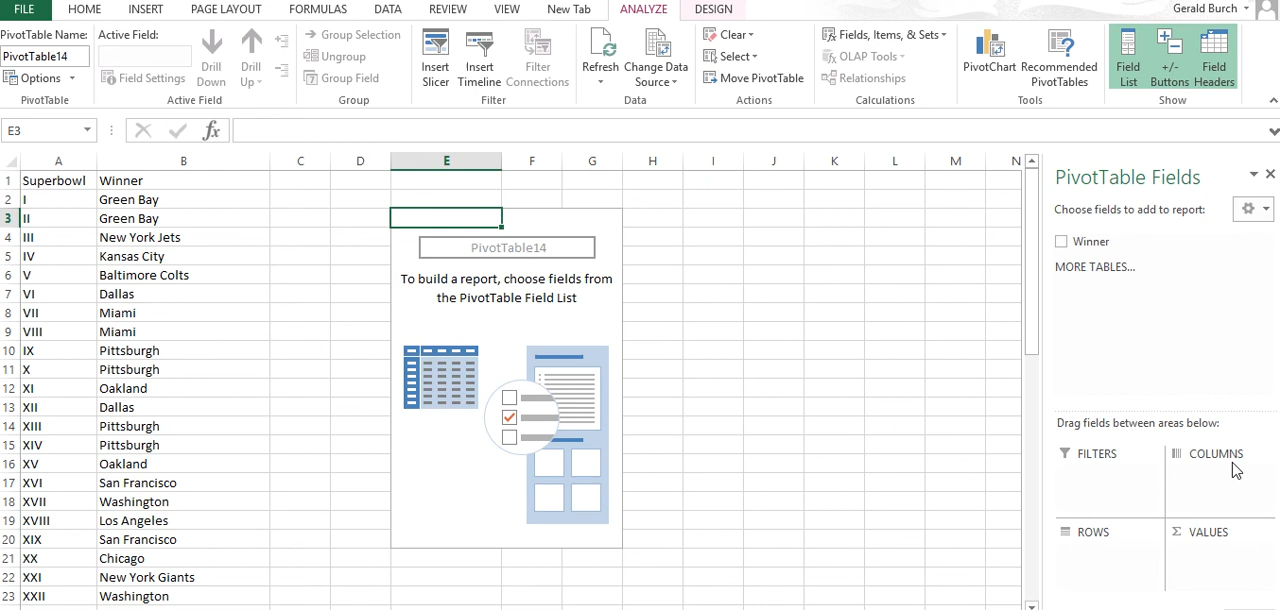 FILE HOME INSERT PAGE LAYOUT FORMULAS DATA REVIEW VIEW New Tab ANALYZE DESIGN Gerald Burch
PivotTable Name:
PivotTable14
Options
PivotTable
Active Field:
Field Settings
Drill Down
Drill Up
Active Field
Group Selection
Ungroup
Group Field
Group
Insert Slicer
Insert Timeline
Filter Connections
Filter
Refresh
Change Data Source
Data
Clear
Select
Move PivotTable
Actions
Fields, Items, & Sets
OLAP Tools
Relationships
Calculations
PivotChart
Recommended PivotTables
Tools
Field List
+/- Buttons
Field Headers
Show
E3 fx
A B C D E F G H I J K L M N
1 Superbowl Winner
2 I Green Bay
3 II Green Bay
4 III New York Jets
5 IV Kansas City
6 V Baltimore Colts
7 VI Dallas
8 VII Miami
9 VIII Miami
10 IX Pittsburgh
11 X Pittsburgh
12 XI Oakland
13 XII Dallas
14 XIII Pittsburgh
15 XIV Pittsburgh
16 XV Oakland
17 XVI San Francisco
18 XVII Washington
19 XVIII Los Angeles
20 XIX San Francisco
21 XX Chicago
22 XXI New York Giants
23 XXII Washington
PivotTable14
To build a report, choose fields from
the PivotTable Field List
PivotTable Fields
Choose fields to add to report:
Winner
MORE TABLES...
Drag fields between areas below:
FILTERS COLUMNS
ROWS Σ VALUES